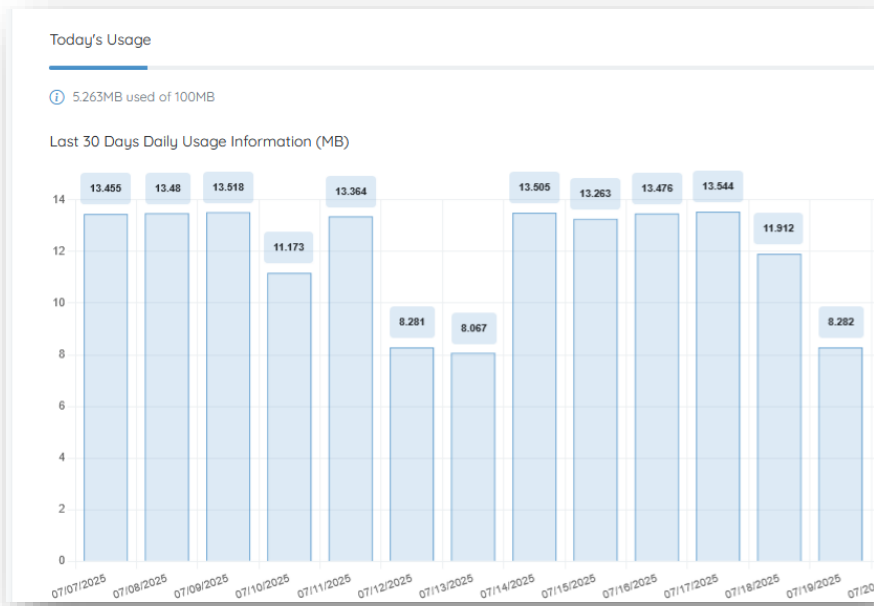 Today's Usage
5.263MB used of 100MB
Last 30 Days Daily Usage Information (MB)
13.455 13.48 13.518 11.173 13.364 8.281 8.067 13.505 13.263 13.476 13.544 11.912 8.282
14
12
10
8
6
4
2
0
07/07/2025 07/08/2025 07/09/2025 07/10/2025 07/11/2025 07/12/2025 07/13/2025 07/14/2025 07/15/2025 07/16/2025 07/17/2025 07/18/2025 07/19/2025 07/20